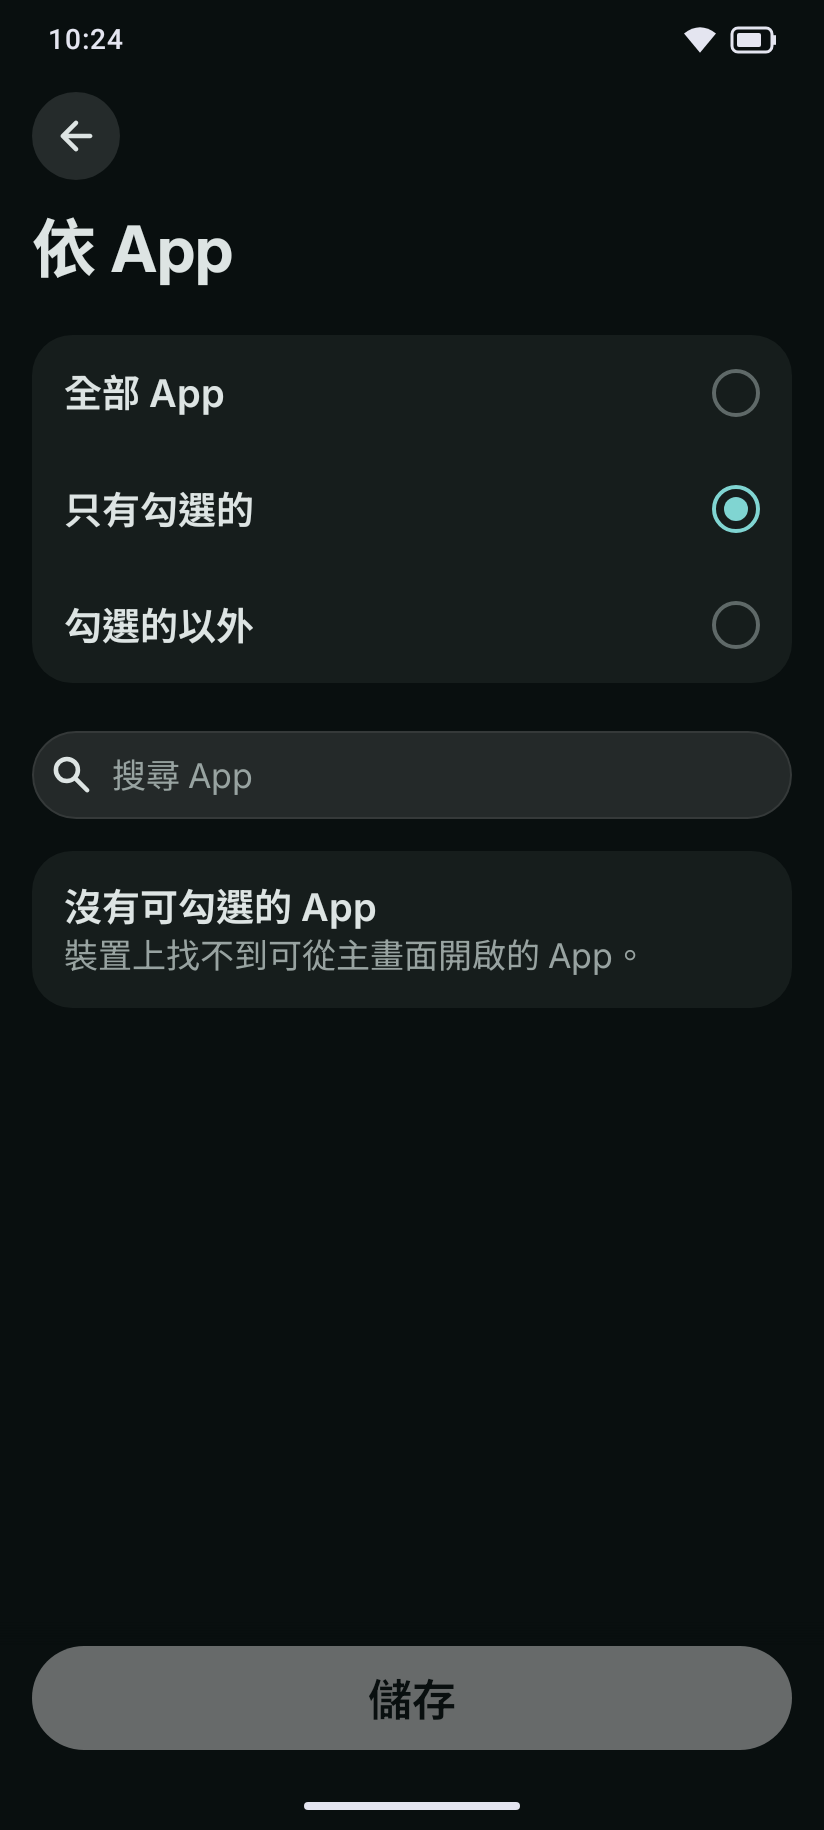 10:24
依 App
全部 App
只有勾選的
勾選的以外
搜尋 App
沒有可勾選的 App
裝置上找不到可從主畫面開啟的 App。
儲存